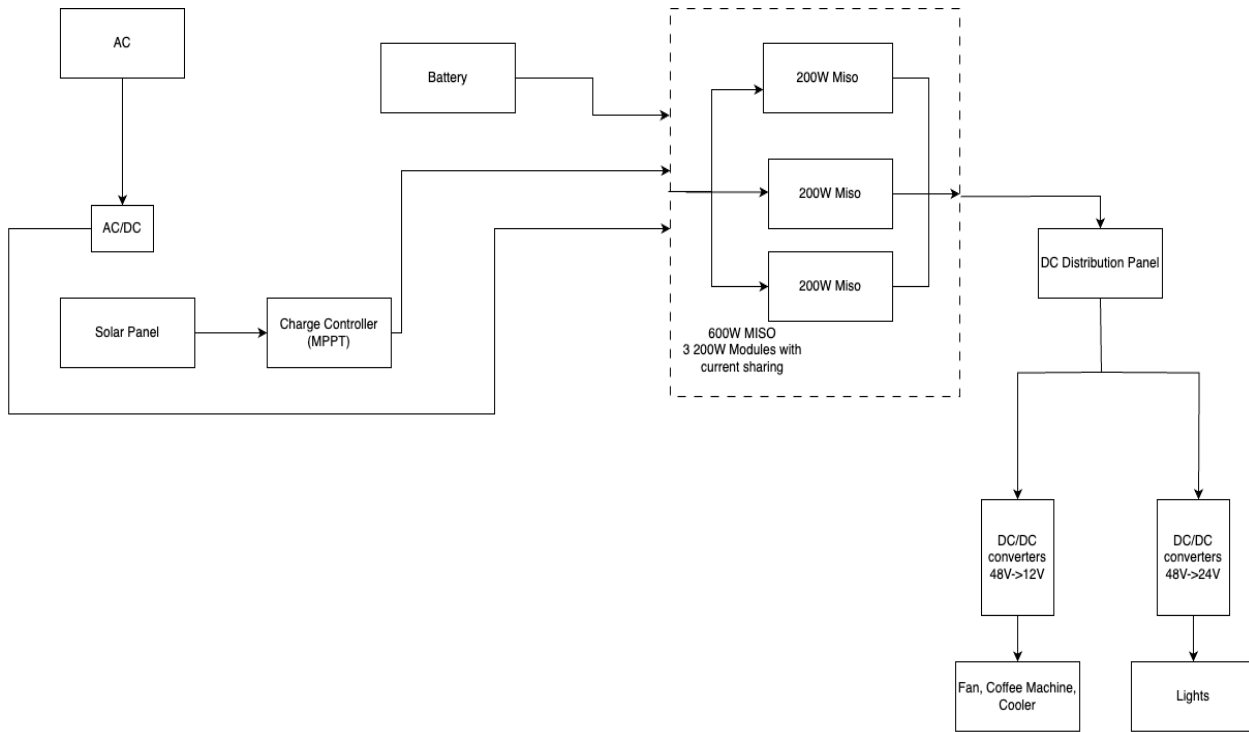 AC
Battery
200W Miso
200W Miso
AC/DC
DC Distribution Panel
200W Miso
Solar Panel
Charge Controller
(MPPT)
600W MISO
3 200W Modules with
current sharing
DC/DC
converters
48V->12V
DC/DC
converters
48V->24V
Fan, Coffee Machine,
Cooler
Lights